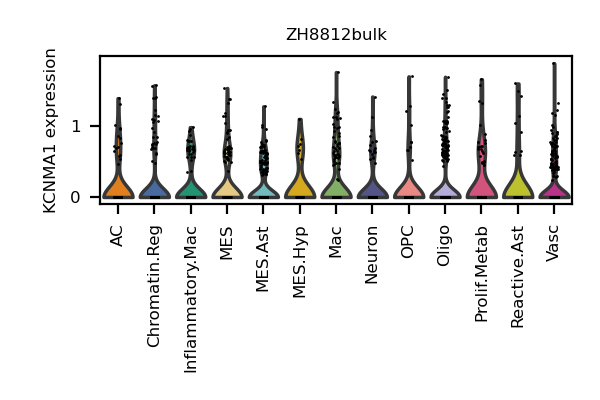 ZH8812bulk
KCNMA1 expression
1
0
AC
Chromatin.Reg
Inflammatory.Mac
MES
MES.Ast
MES.Hyp
Mac
Neuron
OPC
Oligo
Prolif.Metab
Reactive.Ast
Vasc